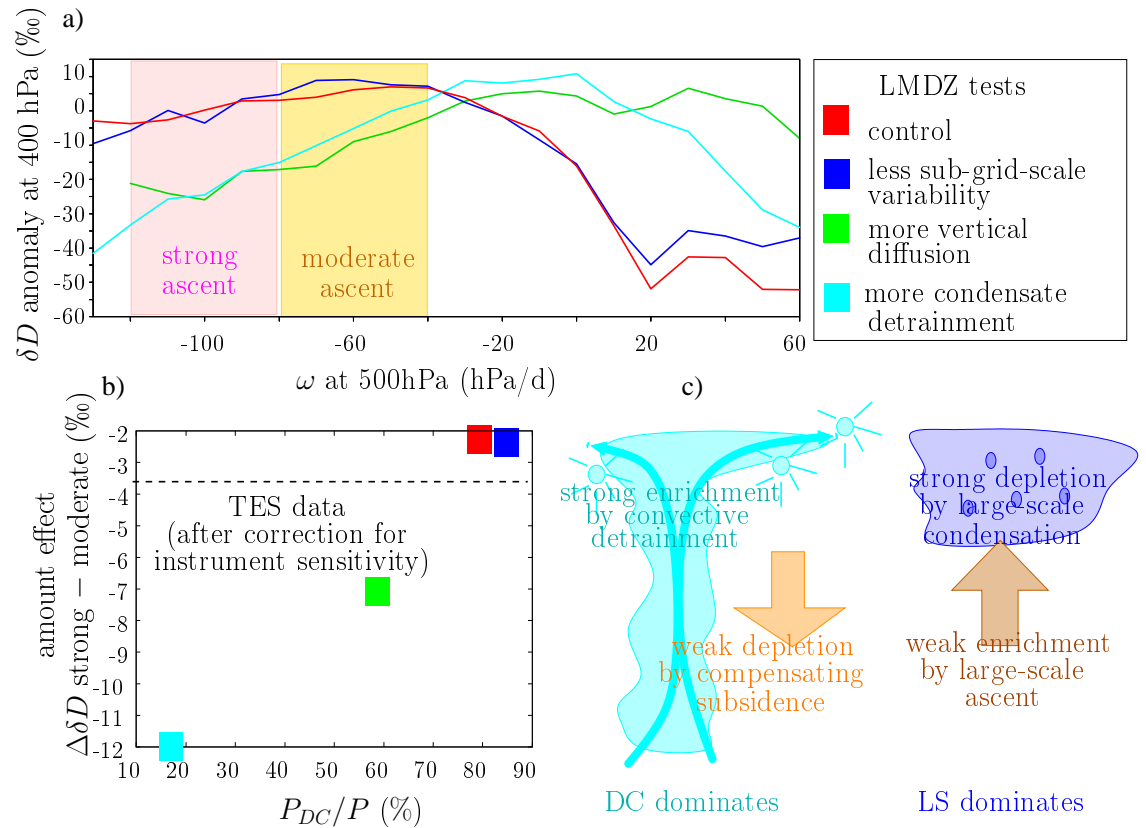 a)
δD anomaly at 400 hPa (‰)
10
0
-10
-20
-30
-40
-50
-60
strong
ascent
moderate
ascent
-100
-60
-20
20
60
ω at 500hPa (hPa/d)
LMDZ tests
control
less sub-grid-scale
variability
more vertical
diffusion
more condensate
detrainment
b)
amount effect
ΔδD strong − moderate (‰)
-2
-3
-4
-5
-6
-7
-8
-9
-10
-11
-12
TES data
(after correction for
instrument sensitivity)
10
20
30
40
50
60
70
80
90
P_DC/P (%)
c)
strong enrichment
by convective
detrainment
weak depletion
by compensating
subsidence
DC dominates
strong depletion
by large-scale
condensation
weak enrichment
by large-scale
ascent
LS dominates